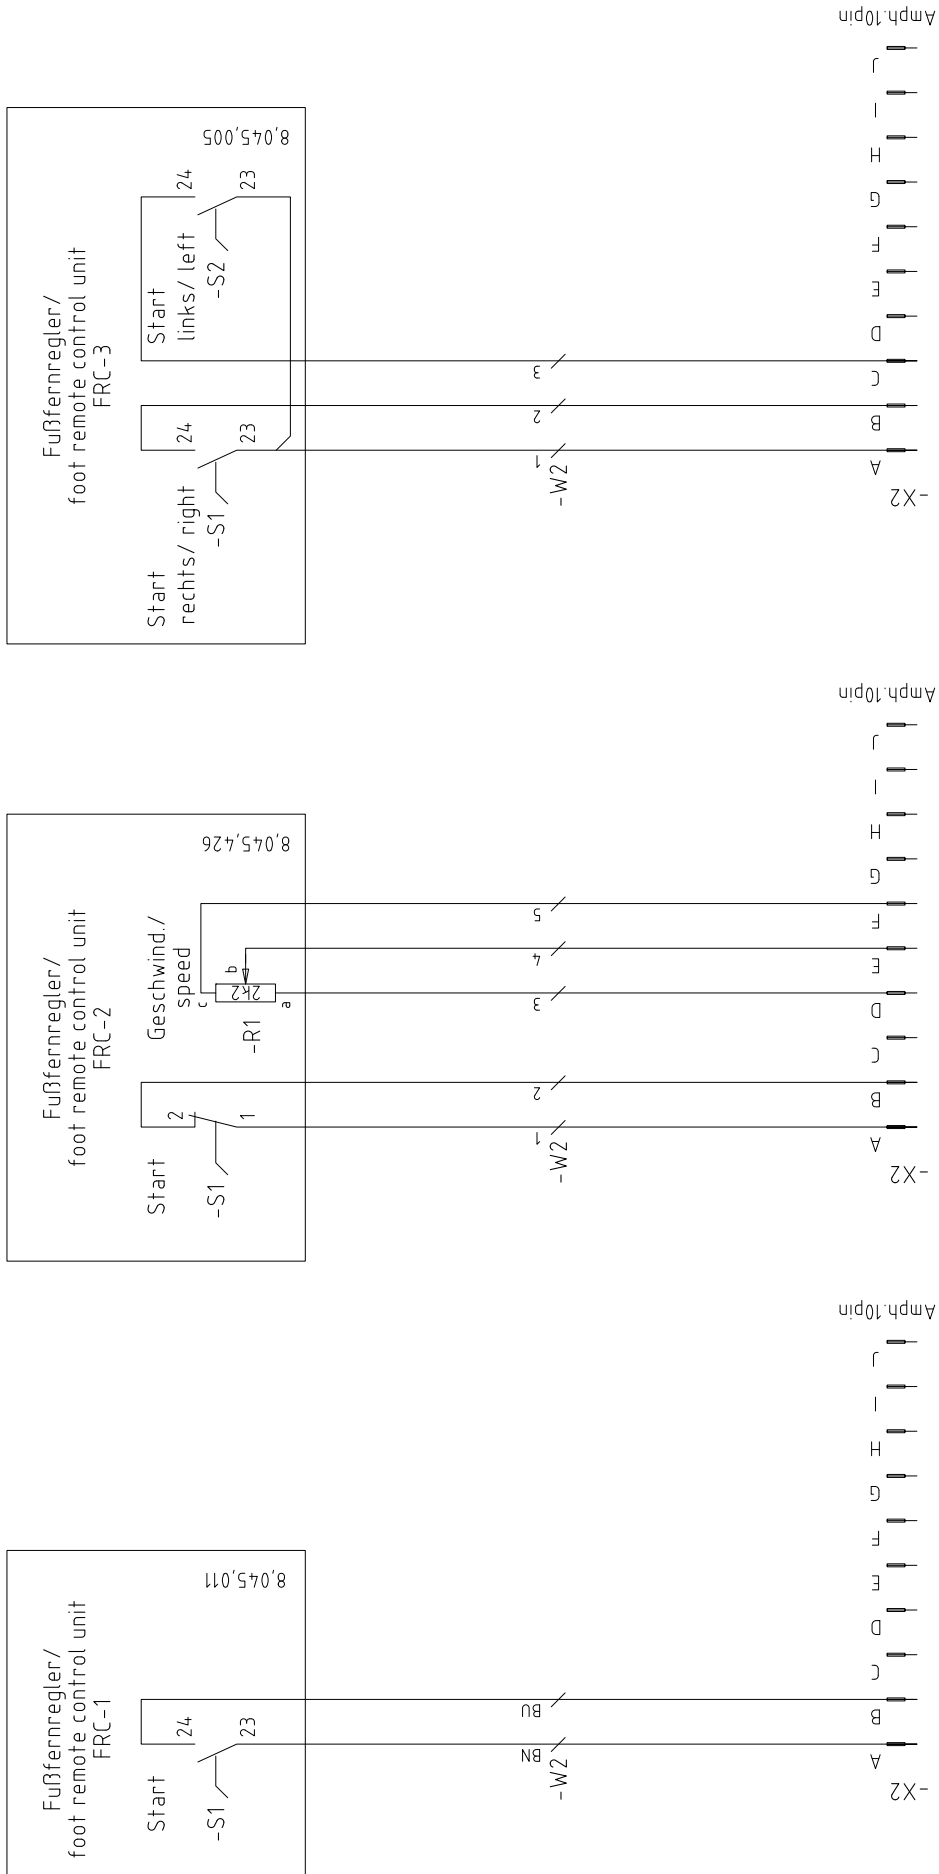 Fußfernregler/
foot remote control unit
FRC-3
8,045,005
Start
links/ left
-S2
24
23
Start
rechts/ right
-S1
24
23
3
2
1
-W2
Amph.10pin
J
I
H
G
F
E
D
C
B
A
-X2
Fußfernregler/
foot remote control unit
FRC-2
8,045,426
Geschwind./
speed
c
b
a
2k2
-R1
Start
-S1
2
1
5
4
3
2
1
-W2
Amph.10pin
J
I
H
G
F
E
D
C
B
A
-X2
Fußfernregler/
foot remote control unit
FRC-1
8,045,011
Start
-S1
24
23
BU
BN
-W2
Amph.10pin
J
I
H
G
F
E
D
C
B
A
-X2